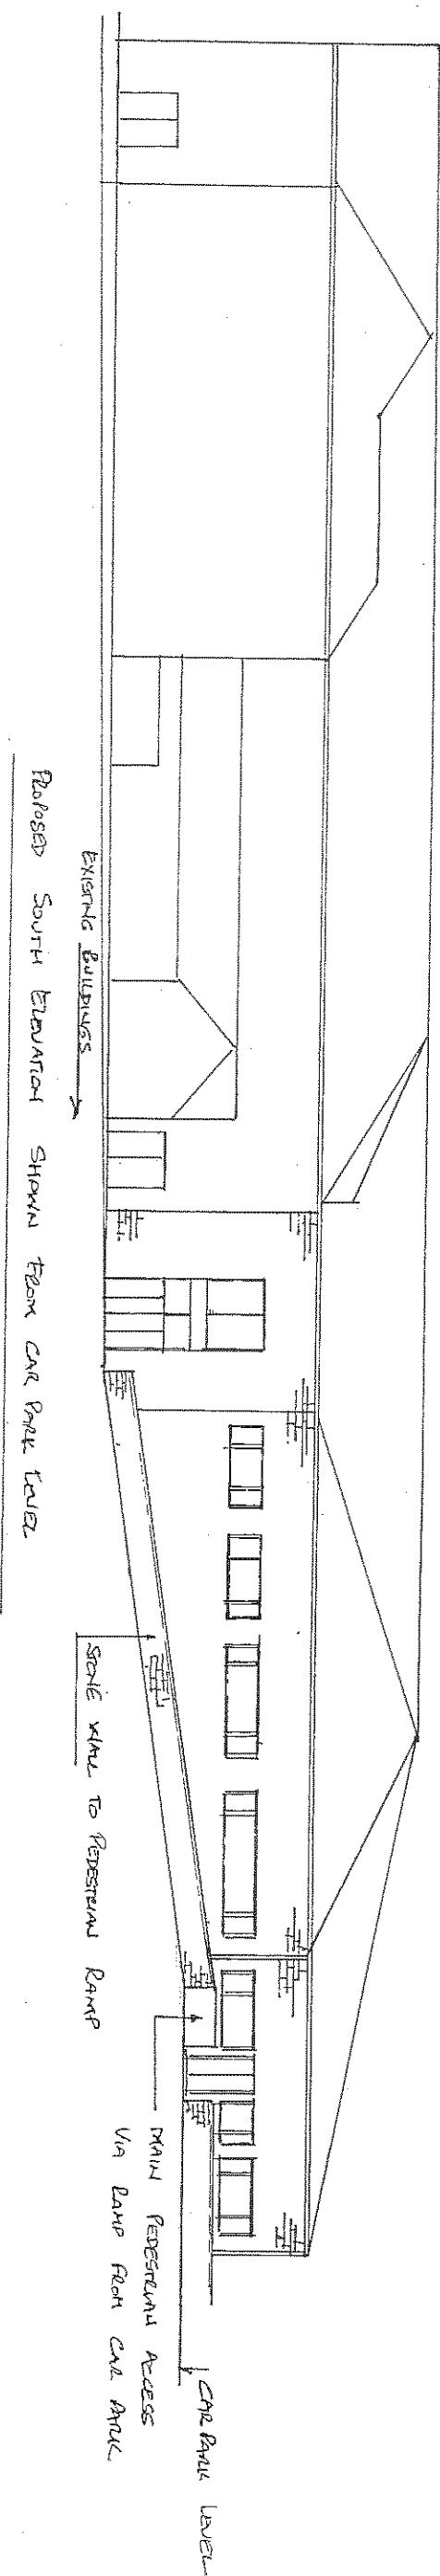 EXISTING BUILDINGS
PROPOSED SOUTH ELEVATION SHOWN FROM CAR PARK LEVEL
STONE WALL TO PEDESTRIAN RAMP
MAIN PEDESTRIAN ACCESS
VIA RAMP FROM CAR PARK
CAR PARK LEVEL